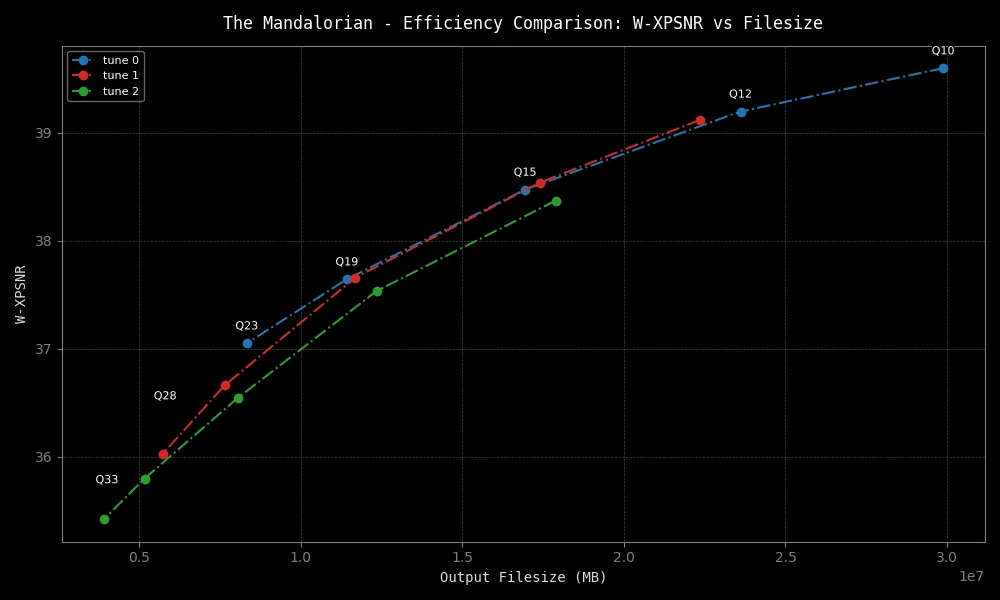 The Mandalorian - Efficiency Comparison: W-XPSNR vs Filesize
tune 0
tune 1
tune 2
Q10
Q12
Q15
Q19
Q23
Q28
Q33
39
38
37
36
W-XPSNR
0.5 1.0 1.5 2.0 2.5 3.0
1e7
Output Filesize (MB)